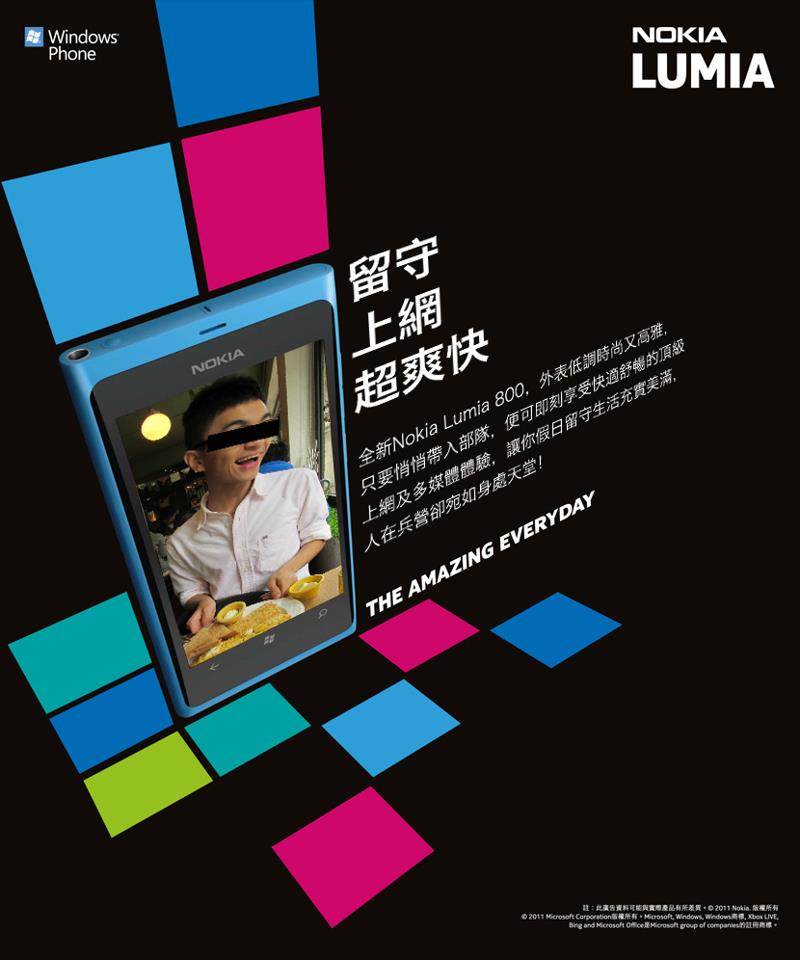 Windows
Phone
NOKIA
LUMIA
留守
上網
超爽快
全新Nokia Lumia 800，外表低調時尚又高雅，
只要悄悄帶入部隊，便可即刻享受快適舒暢的頂級
上網及多媒體體驗，讓你假日留守生活充實美滿，
人在兵營卻宛如身處天堂！
THE AMAZING EVERYDAY
NOKIA
註：此廣告資料可能與實際產品有所差異。© 2011 Nokia. 版權所有
© 2011 Microsoft Corporation版權所有。Microsoft, Windows, Windows商標, Xbox LIVE,
Bing and Microsoft Office是Microsoft group of companies的註冊商標。